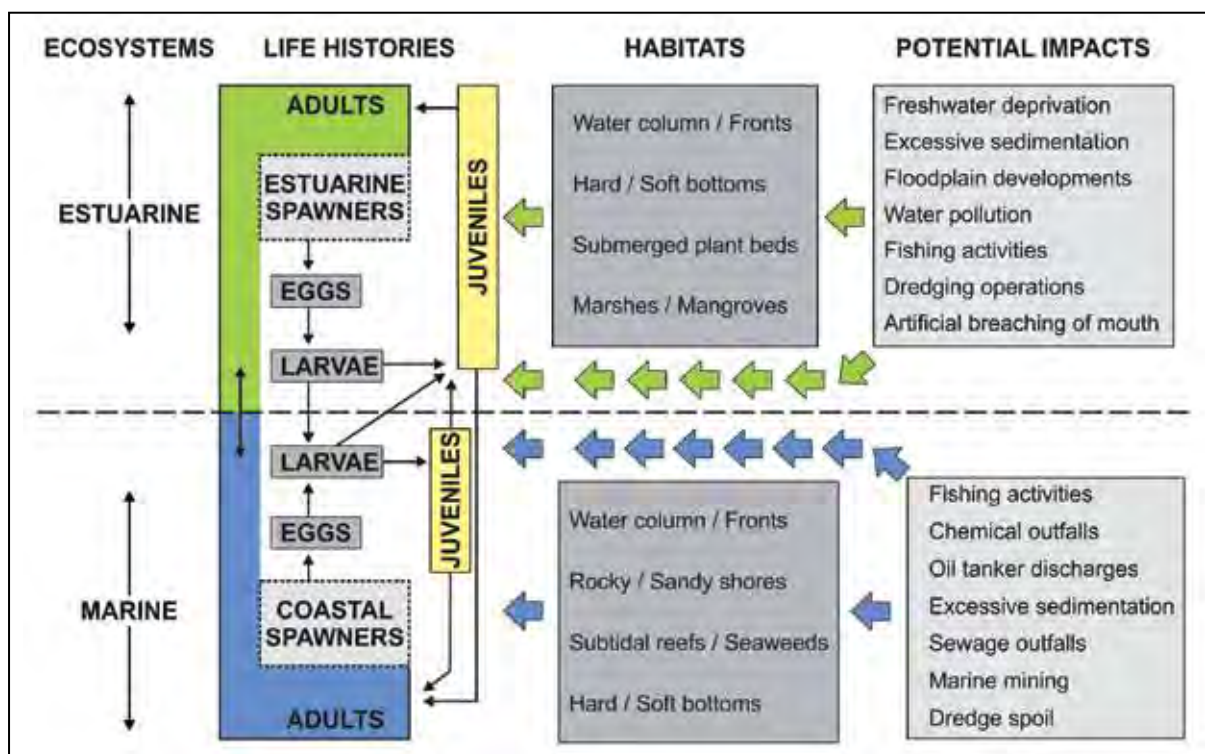 ECOSYSTEMS
LIFE HISTORIES
HABITATS
POTENTIAL IMPACTS
ESTUARINE
ADULTS
ESTUARINE
SPAWNERS
EGGS
LARVAE
JUVENILES
Water column / Fronts
Hard / Soft bottoms
Submerged plant beds
Marshes / Mangroves
Freshwater deprivation
Excessive sedimentation
Floodplain developments
Water pollution
Fishing activities
Dredging operations
Artificial breaching of mouth
MARINE
LARVAE
EGGS
COASTAL
SPAWNERS
ADULTS
JUVENILES
Water column / Fronts
Rocky / Sandy shores
Subtidal reefs / Seaweeds
Hard / Soft bottoms
Fishing activities
Chemical outfalls
Oil tanker discharges
Excessive sedimentation
Sewage outfalls
Marine mining
Dredge spoil